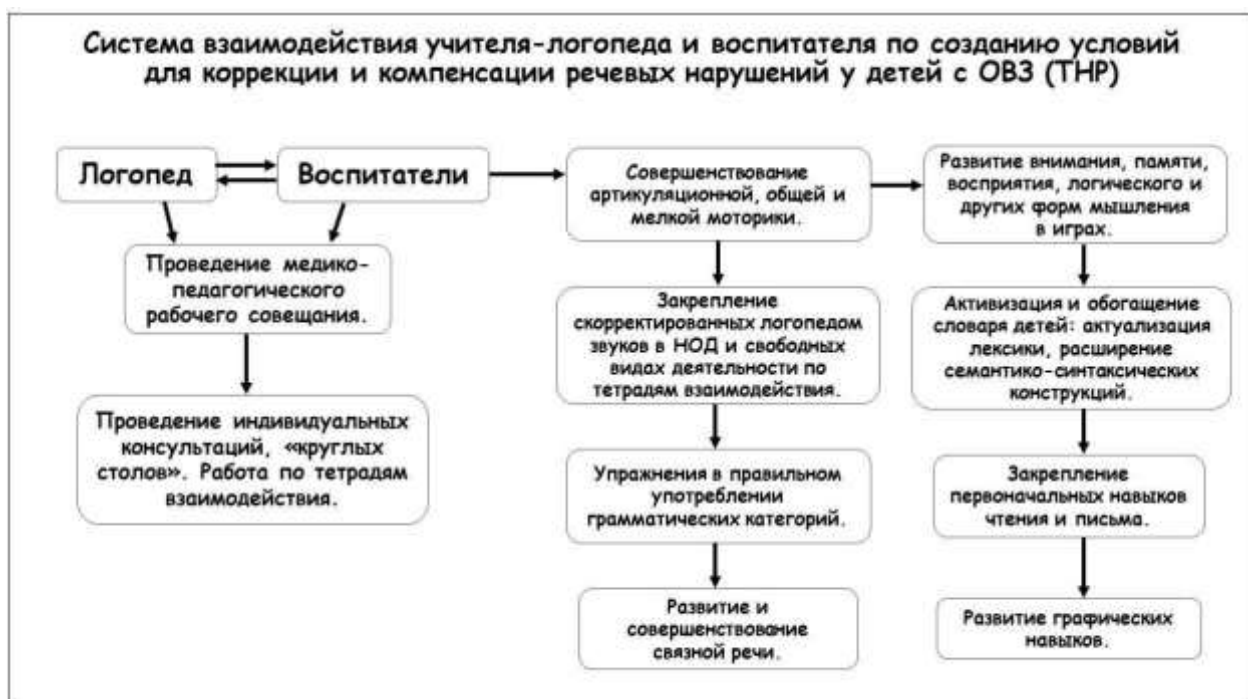 Система взаимодействия учителя-логопеда и воспитателя по созданию условий
для коррекции и компенсации речевых нарушений у детей с ОВЗ (ТНР)
Логопед
Воспитатели
Проведение медико-
педагогического
рабочего совещания.
Проведение индивидуальных
консультаций, «круглых
столов». Работа по тетрадям
взаимодействия.
Совершенствование
артикуляционной, общей и
мелкой моторики.
Закрепление
скорректированных логопедом
звуков в НОД и свободных
видах деятельности по
тетрадям взаимодействия.
Упражнения в правильном
употреблении
грамматических категорий.
Развитие и
совершенствование
связной речи.
Развитие внимания, памяти,
восприятия, логического и
других форм мышления
в играх.
Активизация и обогащение
словаря детей: актуализация
лексики, расширение
семантико-синтаксических
конструкций.
Закрепление
первоначальных навыков
чтения и письма.
Развитие графических
навыков.